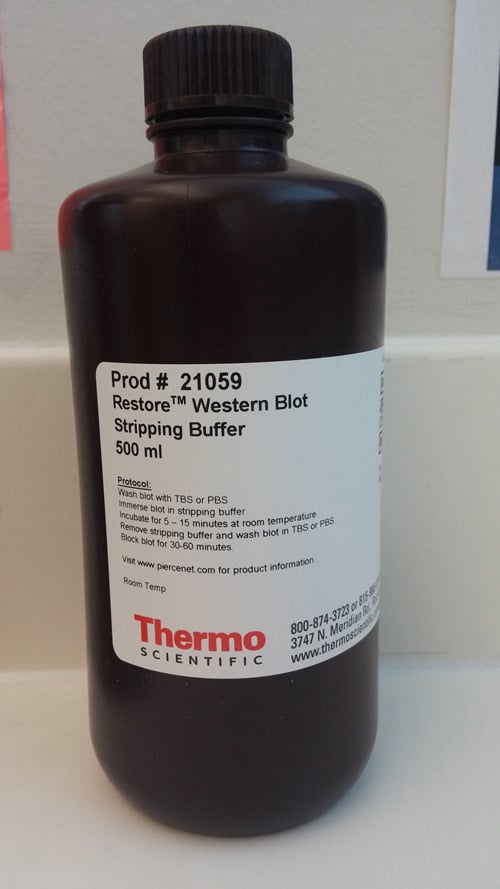 Prod # 21059
Restore™ Western Blot
Stripping Buffer
500 ml
Protocol:
Wash blot with TBS or PBS
Immerse blot in stripping buffer
Incubate for 5 – 15 minutes at room temperature.
Remove stripping buffer and wash blot in TBS or PBS.
Block blot for 30-60 minutes.
Visit www.piercenet.com for product information
Room Temp
Thermo
SCIENTIFIC
800-874-3723 or
3747 N. Meridian Rd.
www.thermoscientific